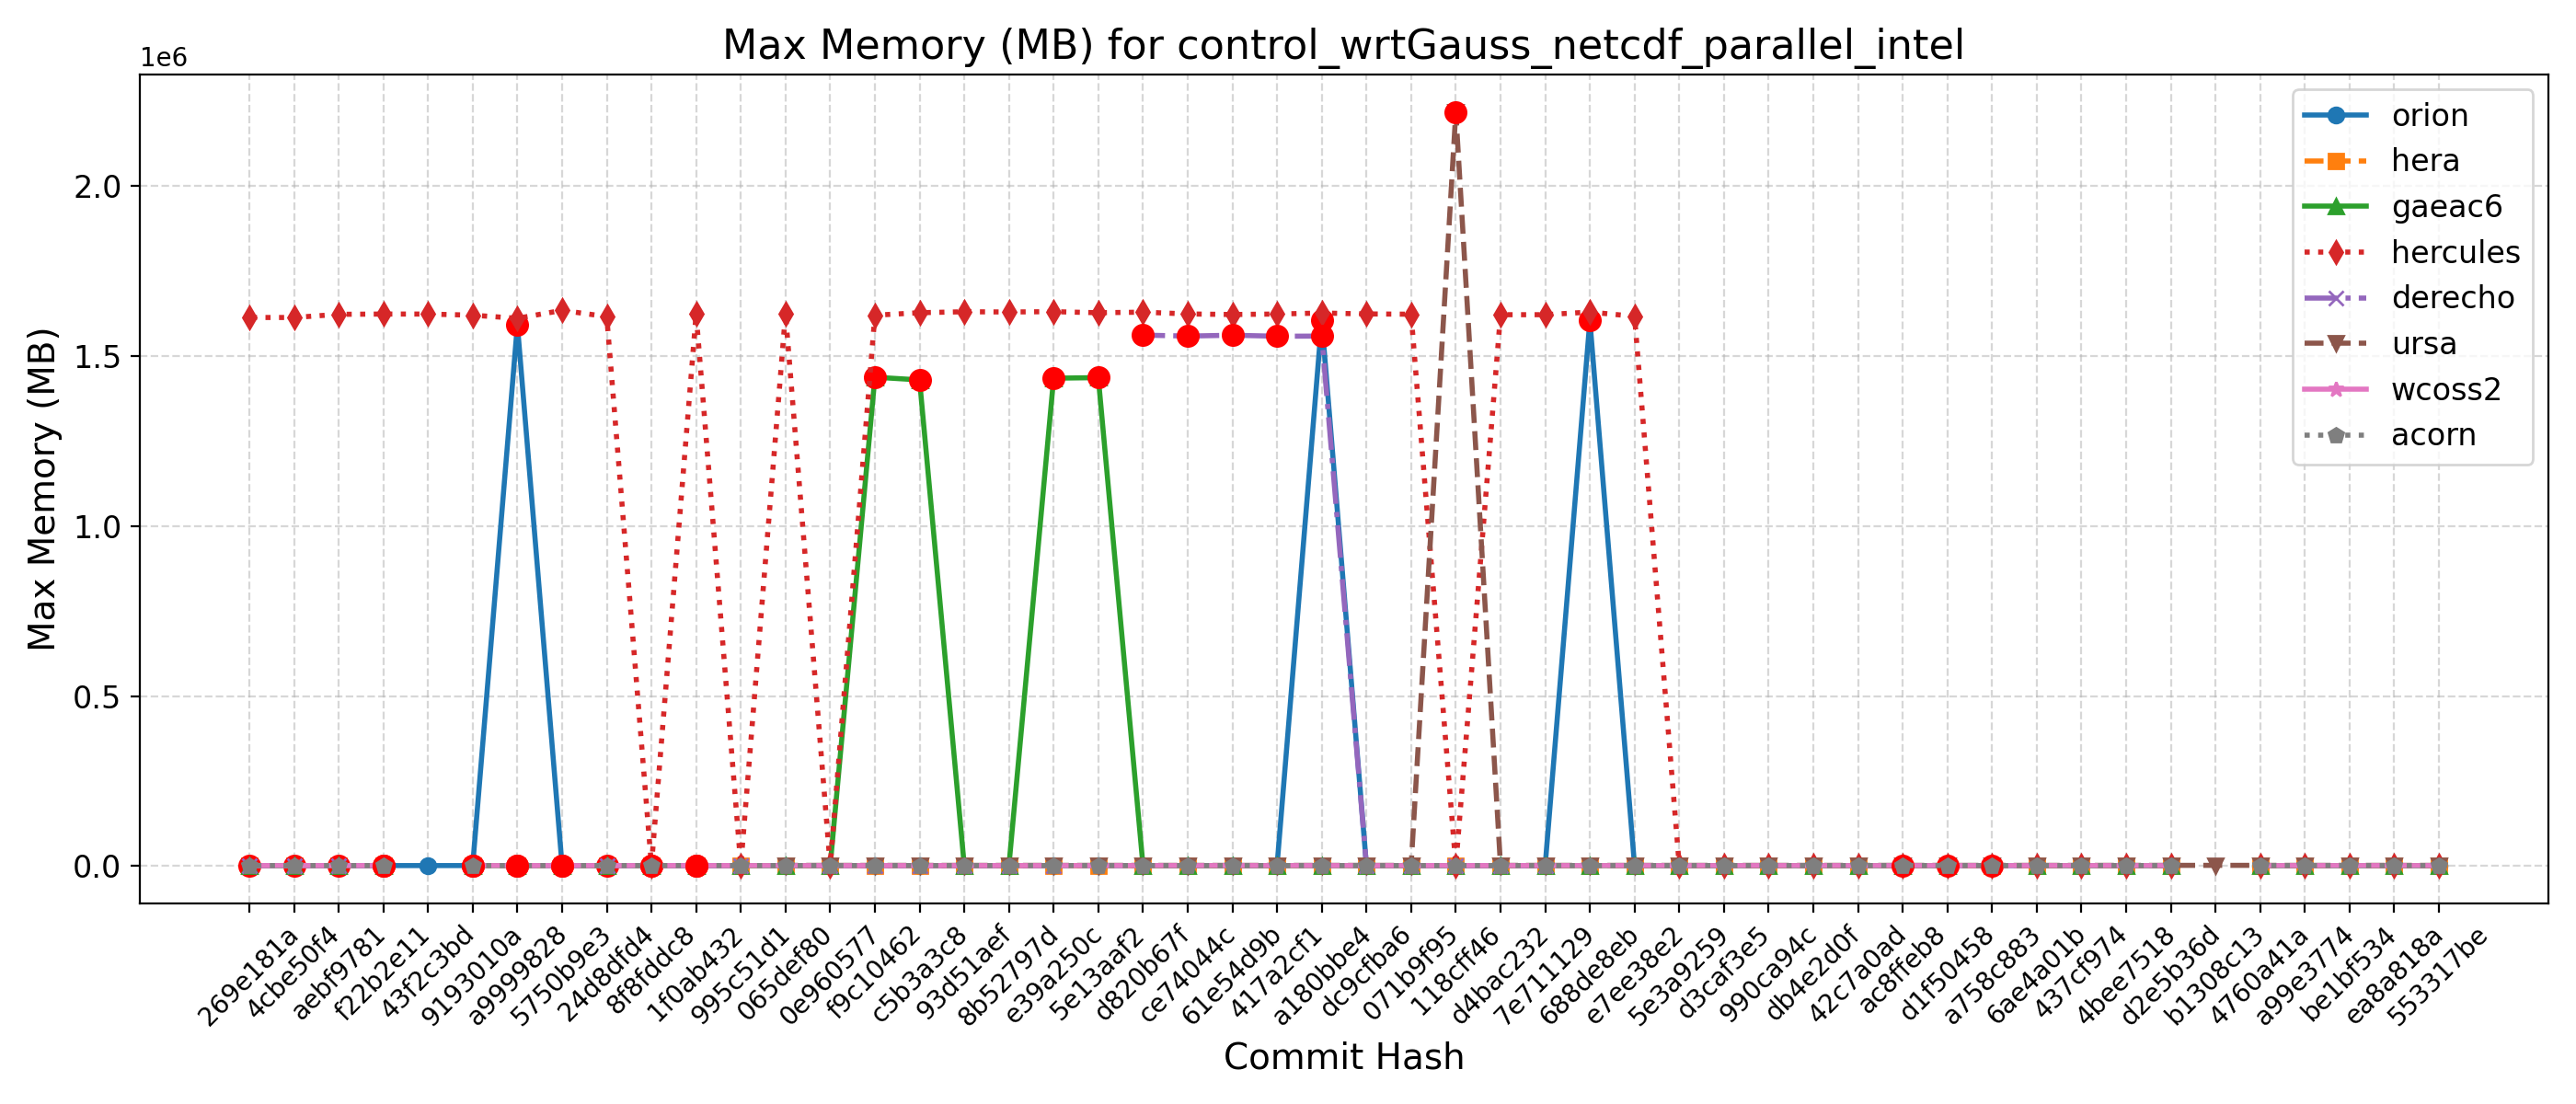 Max Memory (MB) for control_wrtGauss_netcdf_parallel_intel
1e6
2.0
1.5
1.0
0.5
0.0
Max Memory (MB)
orion
hera
gaeac6
hercules
derecho
ursa
wcoss2
acorn
269e181a
4cbe50f4
aebf9781
f22b2e11
43f2c3bd
9193010a
a9999828
5750b9e3
24d8dfd4
8f8fddc8
1f0ab432
995c51d1
065def80
0e960577
f9c10462
c5b3a3c8
93d51aef
8b52797d
e39a250c
5e13aaf2
d820b67f
ce74044c
61e54d9b
417a2cf1
a180bbe4
dc9cfba6
071b9f95
118cff46
d4bac232
7e711129
688de8eb
e7ee38e2
5e3a9259
d3caf3e5
990ca94c
db4e2d0f
42c7a0ad
ac8ffeb8
d1f50458
a758c883
6ae4a01b
437cf974
4bee7518
d2e5b36d
b1308c13
4760a41a
a99e3774
be1bf534
ea8a818a
553317be
Commit Hash